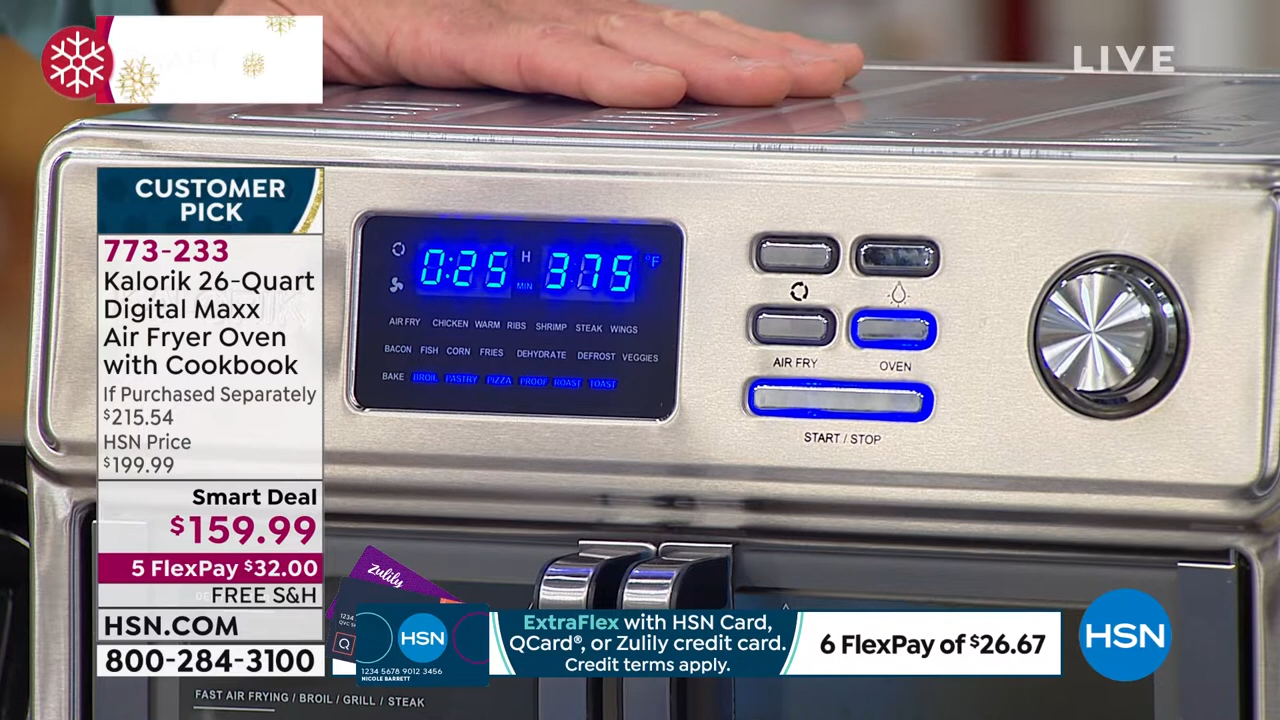 LIVE
CUSTOMER
PICK
773-233
Kalorik 26-Quart
Digital Maxx
Air Fryer Oven
with Cookbook
If Purchased Separately
$215.54
HSN Price
$199.99
Smart Deal
$159.99
5 FlexPay $32.00
FREE S&H
HSN.COM
800-284-3100
0:25 H MIN 375 °F
AIR FRY CHICKEN WARM RIBS SHRIMP STEAK WINGS
BACON FISH CORN FRIES DEHYDRATE DEFROST VEGGIES
BAKE BROIL PASTRY PIZZA PROOF ROAST TOAST
AIR FRY OVEN
START / STOP
Zulily
1234
QVC
Q
HSN
1234 5678 9012 3456
NICOLE BARRETT
ExtraFlex with HSN Card,
QCard®, or Zulily credit card.
Credit terms apply.
6 FlexPay of $26.67
HSN
FAST AIR FRYING / BROIL / GRILL / STEAK